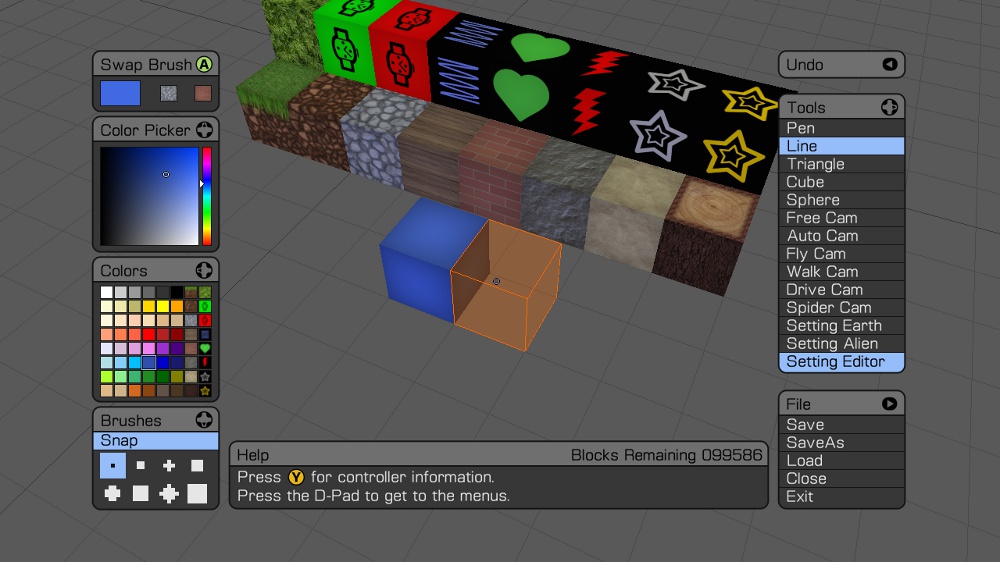 Swap Brush A
Color Picker
Colors
Brushes
Snap
Help Blocks Remaining 099586
Press Y for controller information.
Press the D-Pad to get to the menus.
Undo
Tools
Pen
Line
Triangle
Cube
Sphere
Free Cam
Auto Cam
Fly Cam
Walk Cam
Drive Cam
Spider Cam
Setting Earth
Setting Alien
Setting Editor
File
Save
SaveAs
Load
Close
Exit